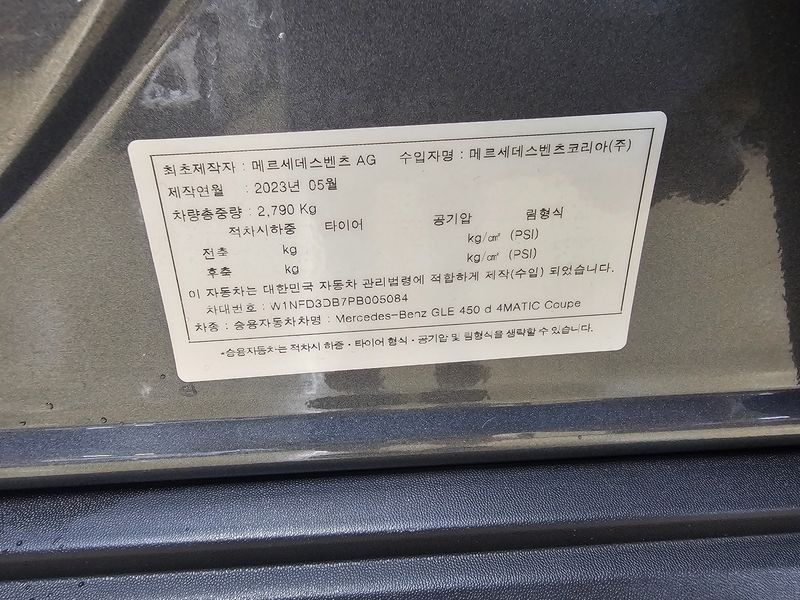 최초제작자 : 메르세데스벤츠 AG 수입자명 : 메르세데스벤츠코리아(주)
제작연월 : 2023년 05월
차량총중량 : 2,790 Kg
적차시하중 타이어 공기압 림형식
전축 kg kg/㎠ (PSI)
후축 kg kg/㎠ (PSI)
이 자동차는 대한민국 자동차 관리법령에 적합하게 제작(수입) 되었습니다.
차대번호 : W1NFD3DB7PB005084
차종 : 승용자동차차명 : Mercedes-Benz GLE 450 d 4MATIC Coupe
*승용자동차는 적차시 하중·타이어 형식·공기압 및 림형식을 생략할 수 있습니다.